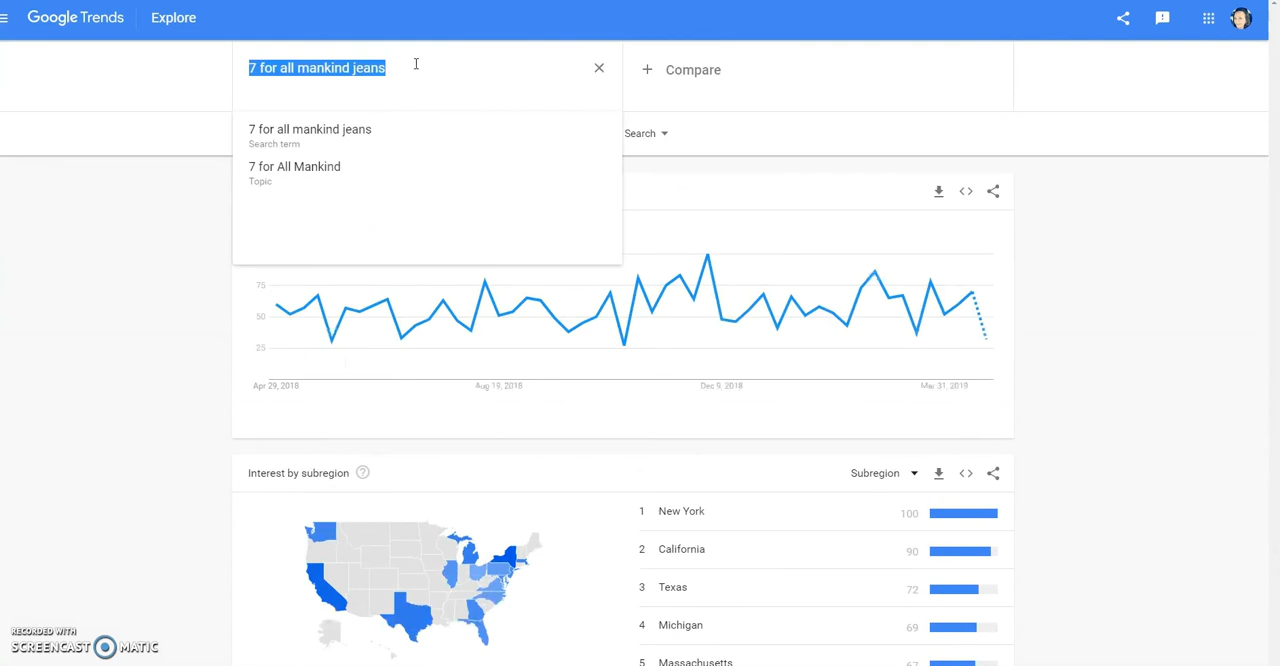 Google Trends
Explore
7 for all mankind jeans
Compare
7 for all mankind jeans
Search term
7 for All Mankind
Topic
Search
75
50
25
Apr 29, 2018
Aug 19, 2018
Dec 9, 2018
Mar 31, 2019
Interest by subregion
Subregion
1 New York 100
2 California 90
3 Texas 72
4 Michigan 69
5 Massachusetts 67
RECORDED WITH
SCREENCAST MATIC